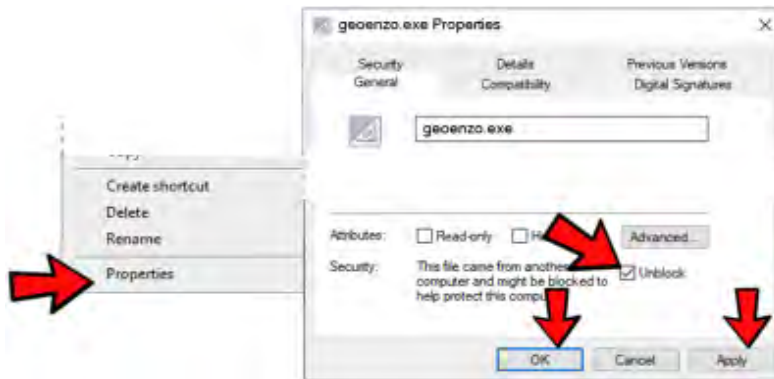 Create shortcut
Delete
Rename
Properties
geoenzo.exe Properties
Security Details Previous Versions
General Compatibility Digital Signatures
geoenzo.exe
Attributes: Read-only Advanced...
Security: This file came from another
computer and might be blocked to
help protect this
Unblock
OK Cancel Apply